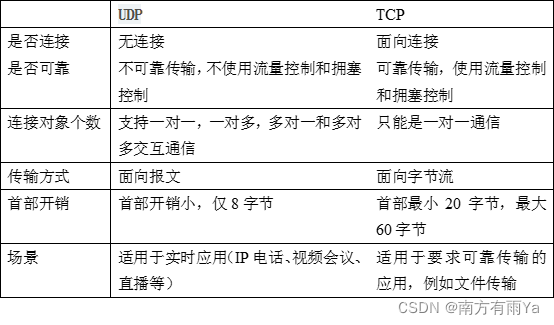 UDP TCP
是否连接 无连接 面向连接
是否可靠 不可靠传输，不使用流量控制和拥塞 可靠传输，使用流量控制
控制 和拥塞控制
连接对象个数 支持一对一，一对多，多对一和多对 只能是一对一通信
多交互通信
传输方式 面向报文 面向字节流
首部开销 首部开销小，仅8字节 首部最小 20 字节，最大
60字节
场景 适用于实时应用（IP电话、视频会议、 适用于要求可靠传输的
直播等） 应用，例如文件传输
CSDN @南方有雨Ya